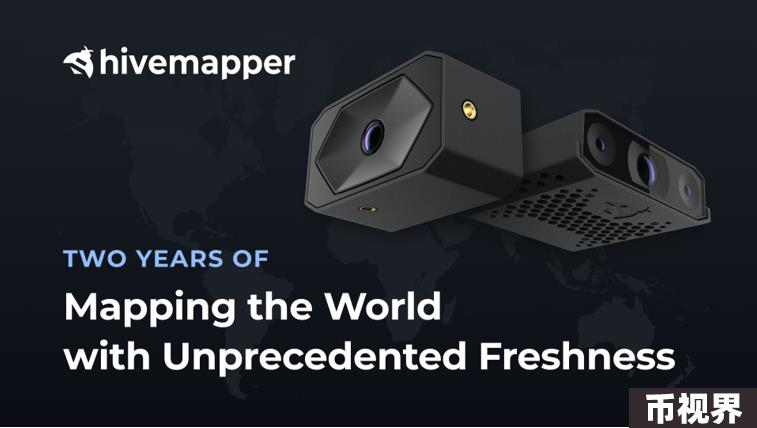 hivemapper
TWO YEARS OF
Mapping the World
with Unprecedented Freshness
币视界